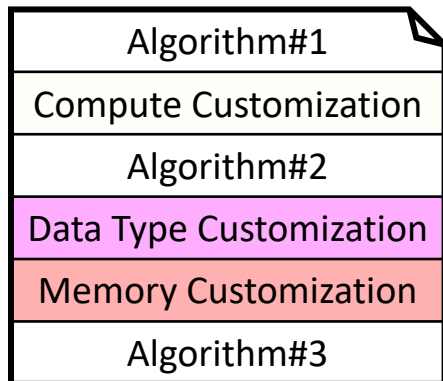 Algorithm#1
Compute Customization
Algorithm#2
Data Type Customization
Memory Customization
Algorithm#3